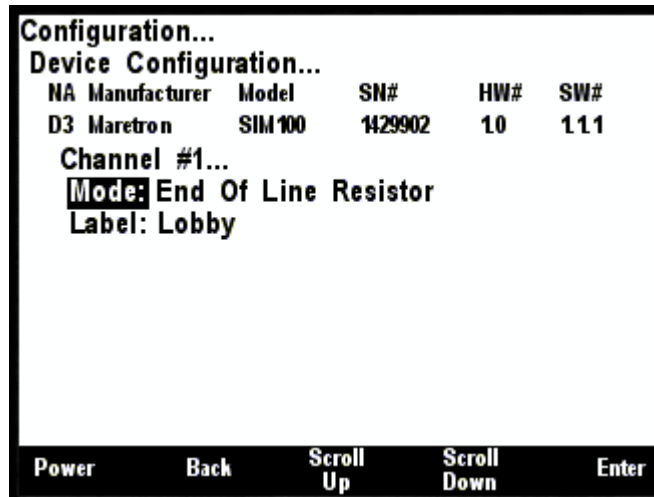 Configuration...
Device Configuration...
NA Manufacturer Model SN# HW# SW#
D3 Maretron SIM100 1429902 1.0 1.1.1
Channel #1...
Mode: End Of Line Resistor
Label: Lobby
Power Back Scroll Up Scroll Down Enter